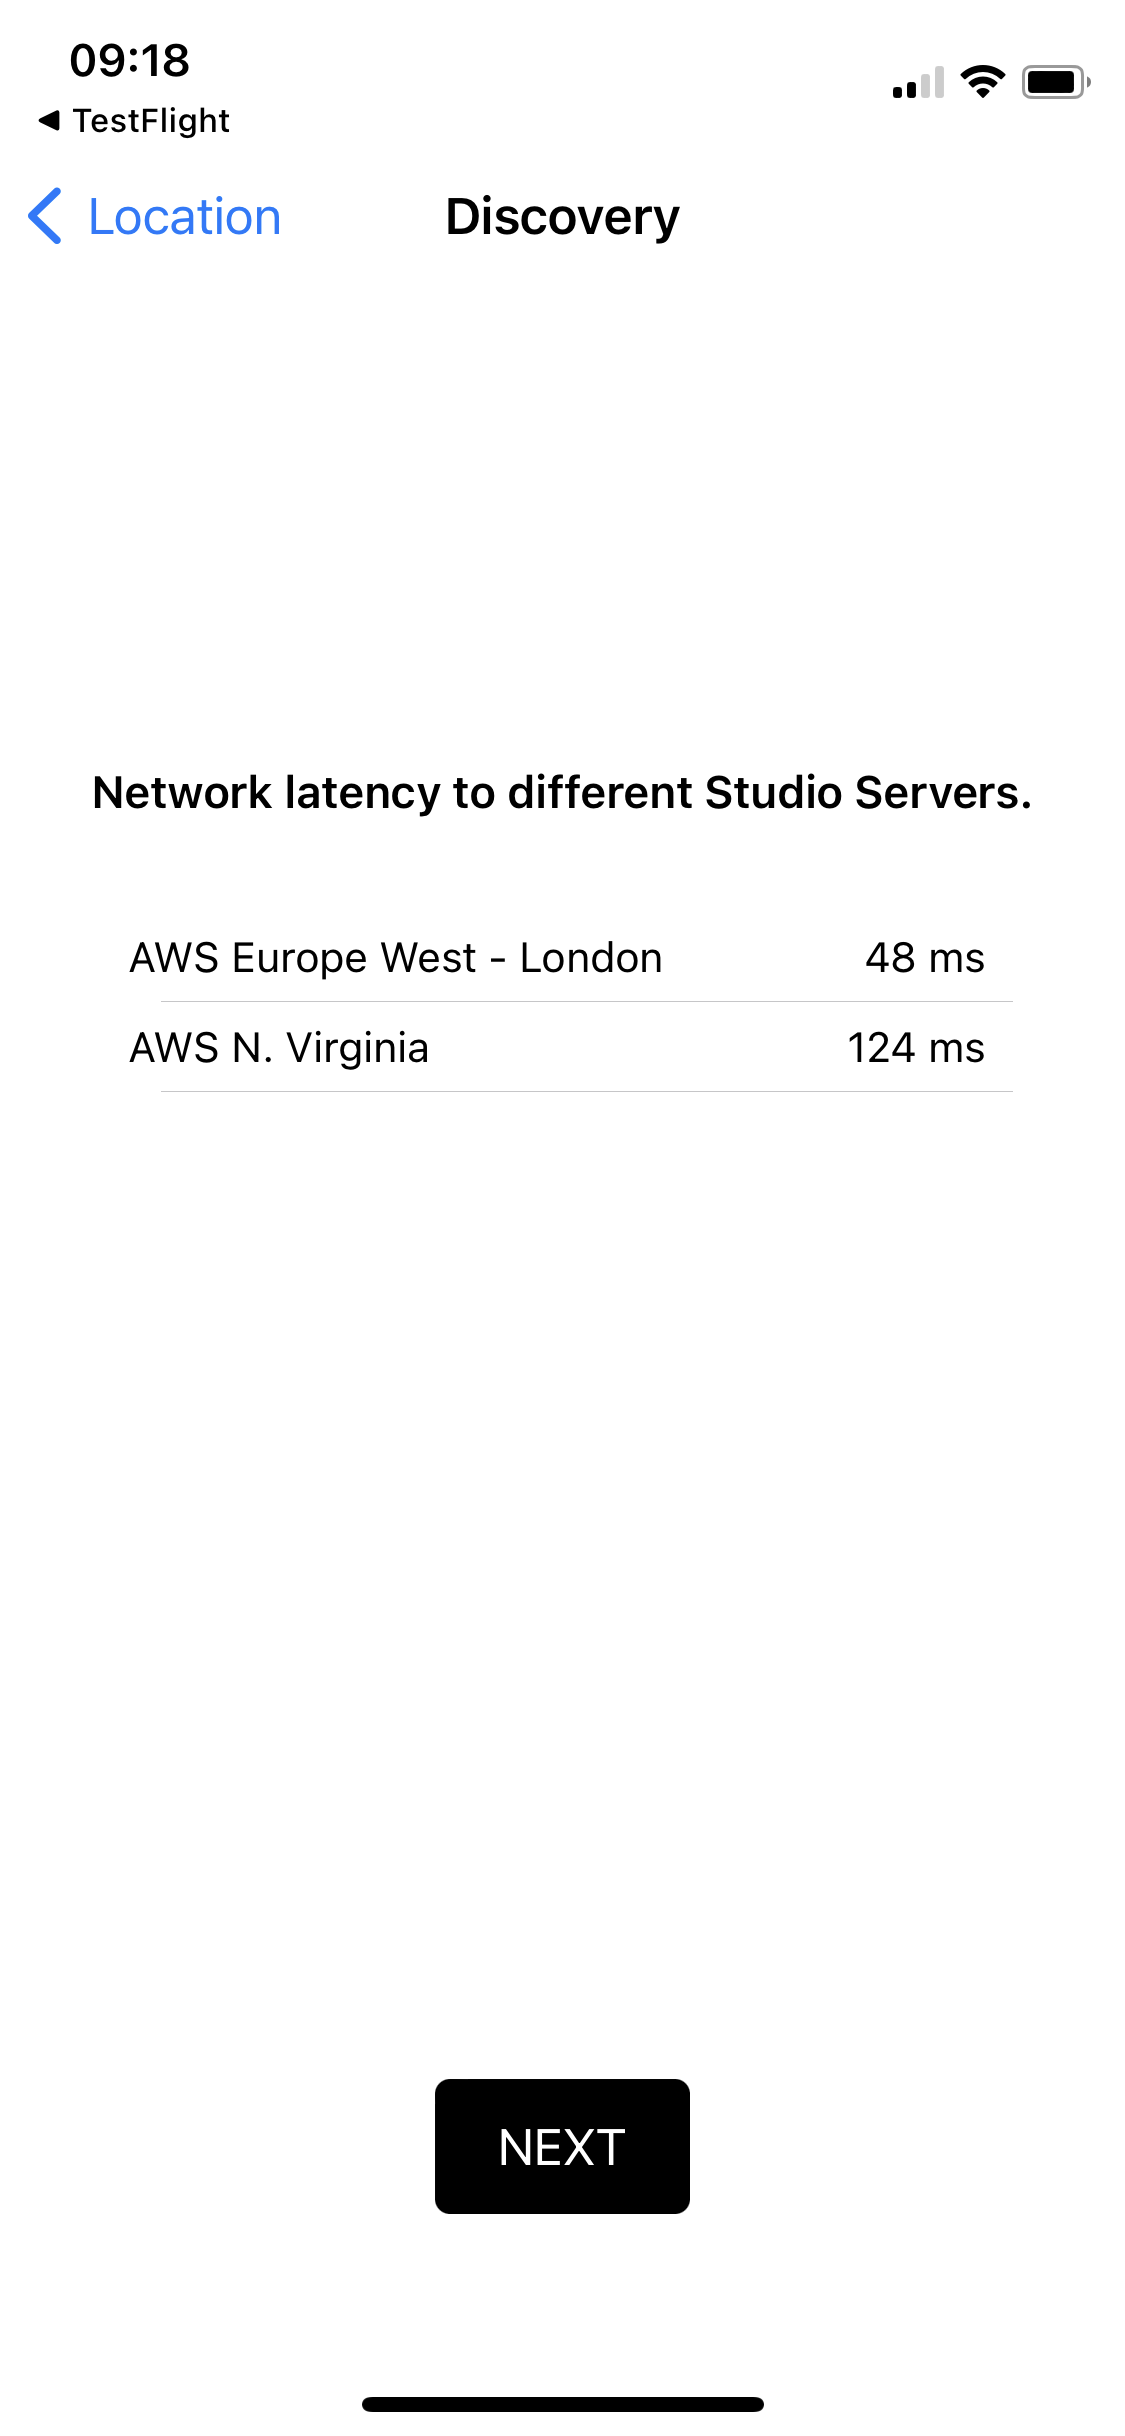 09:18
◀ TestFlight
Location
Discovery
Network latency to different Studio Servers.
AWS Europe West - London 48 ms
AWS N. Virginia 124 ms
NEXT